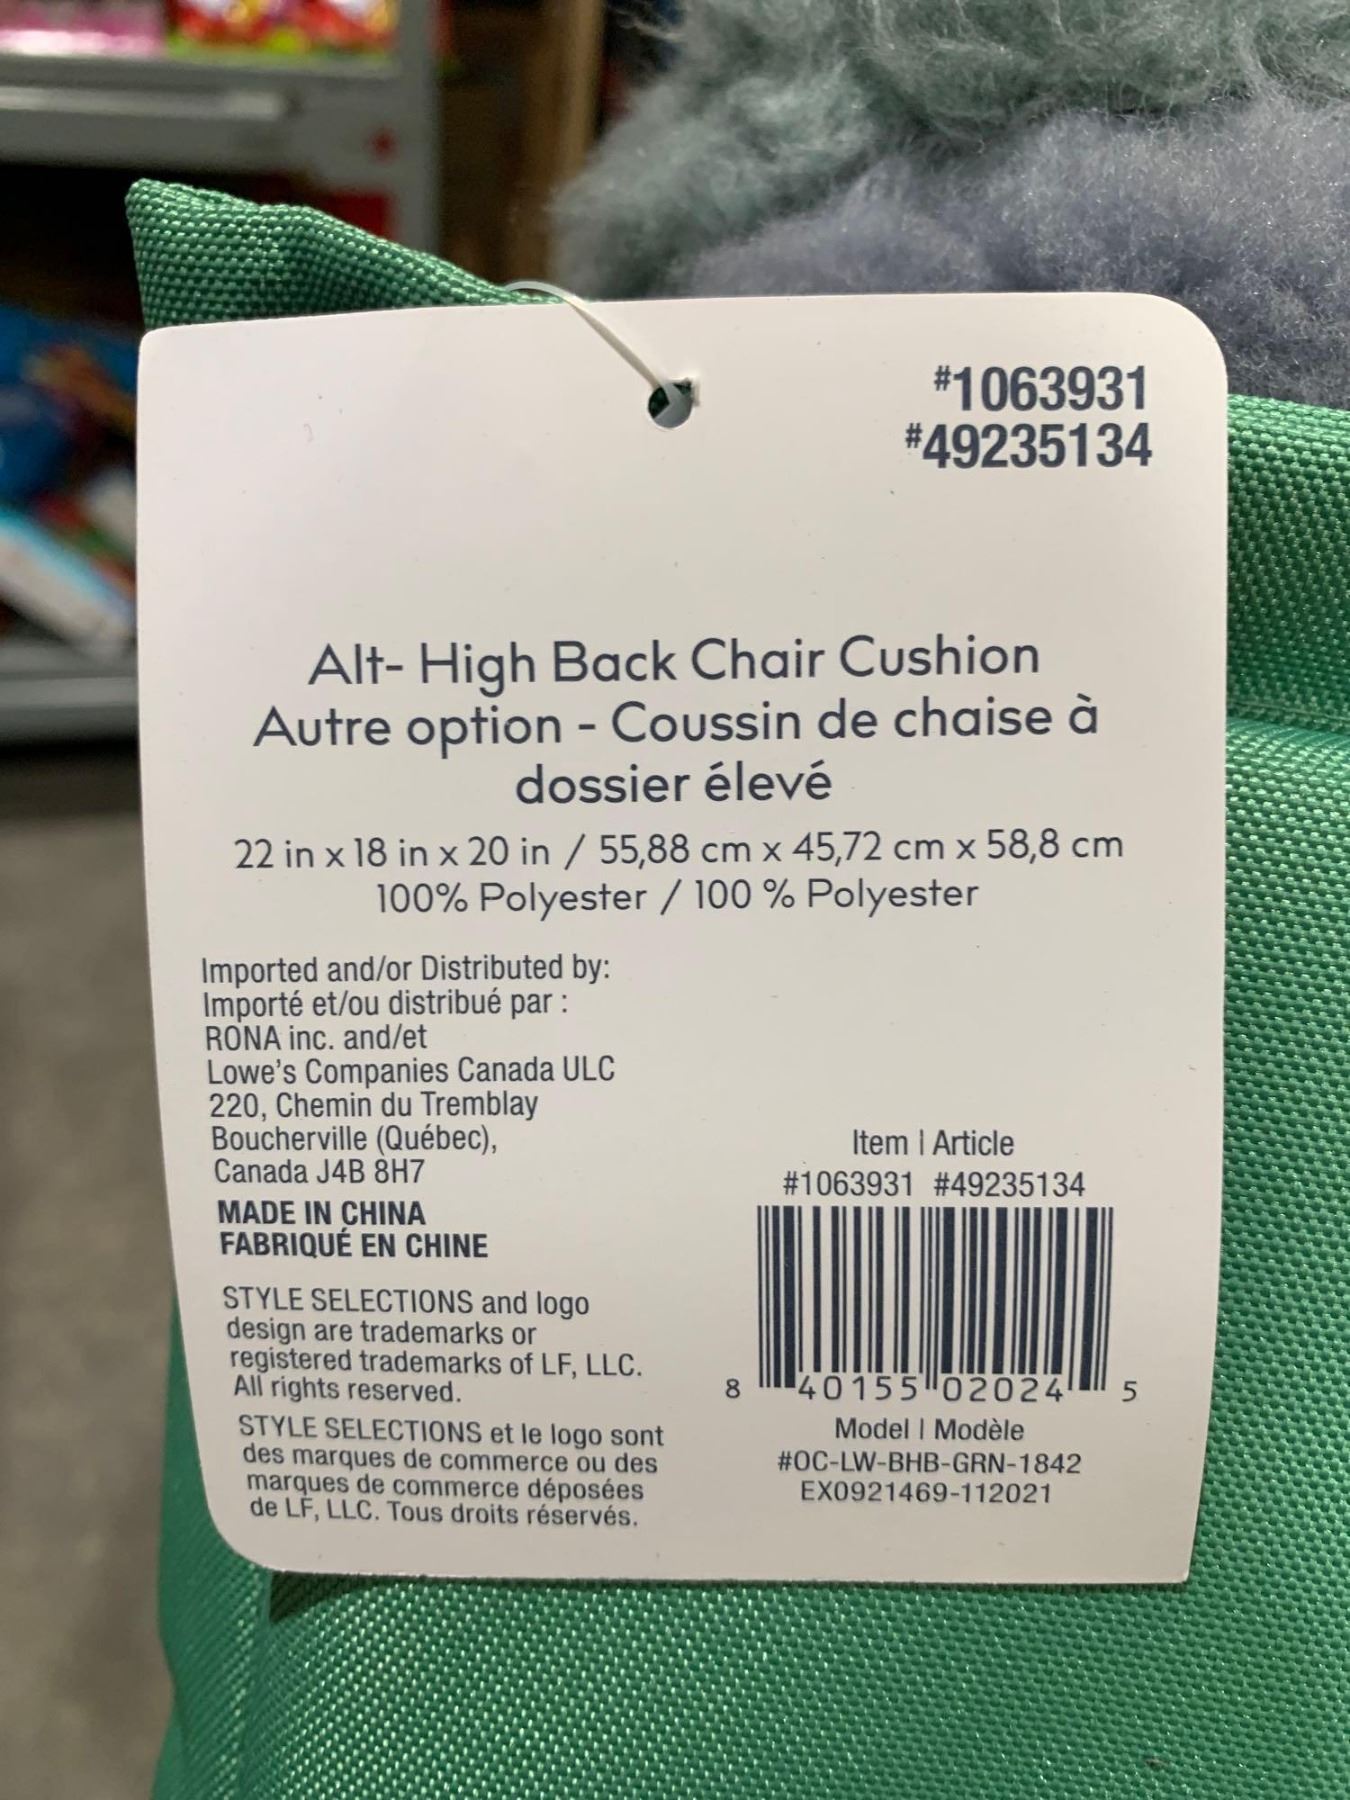 #1063931
#49235134
Alt- High Back Chair Cushion
Autre option - Coussin de chaise à
dossier élevé
22 in x 18 in x 20 in / 55,88 cm x 45,72 cm x 58,8 cm
100% Polyester / 100 % Polyester
Imported and/or Distributed by:
Importé et/ou distribué par :
RONA inc. and/et
Lowe's Companies Canada ULC
220, Chemin du Tremblay
Boucherville (Québec),
Canada J4B 8H7
MADE IN CHINA
FABRIQUÉ EN CHINE
STYLE SELECTIONS and logo
design are trademarks or
registered trademarks of LF, LLC.
All rights reserved.
STYLE SELECTIONS et le logo sont
des marques de commerce ou des
marques de commerce déposées
de LF, LLC. Tous droits réservés.
Item | Article
#1063931 #49235134
8 40155 02024 5
Model | Modèle
#OC-LW-BHB-GRN-1842
EX0921469-112021